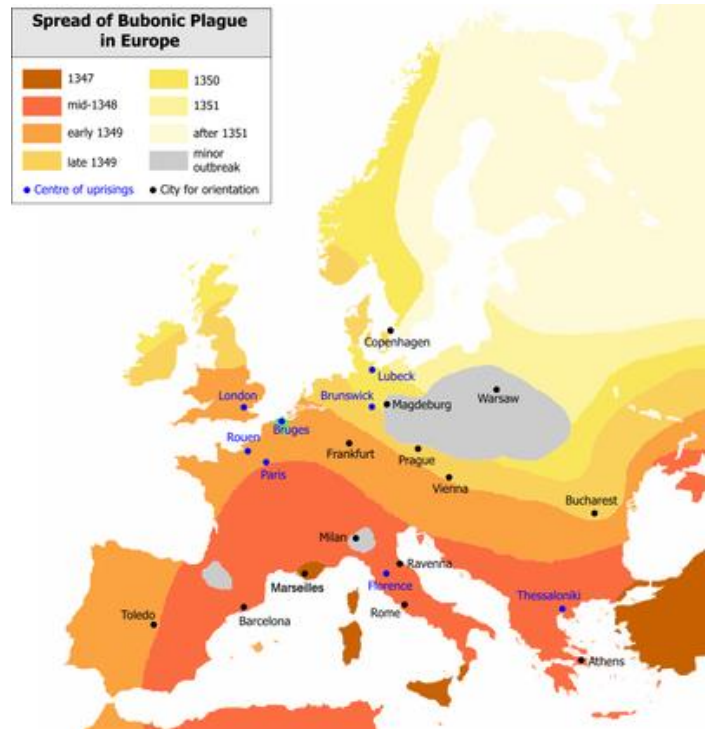 Spread of Bubonic Plague
in Europe
1347
1350
mid-1348
1351
early 1349
after 1351
late 1349
minor
outbreak
Centre of uprisings
City for orientation
Copenhagen
Lubeck
London
Brunswick
Magdeburg
Warsaw
Bruges
Rouen
Frankfurt
Prague
Paris
Vienna
Bucharest
Milan
Ravenna
Marseilles
Florence
Thessaloniki
Toledo
Barcelona
Rome
Athens